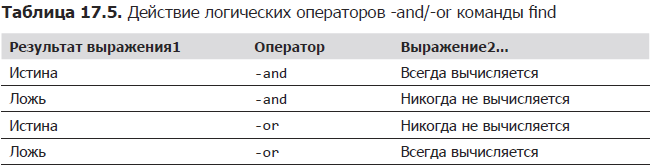 Таблица 17.5. Действие логических операторов -and/-or команды find
Результат выражения1 Оператор Выражение2...
Истина -and Всегда вычисляется
Ложь -and Никогда не вычисляется
Истина -or Никогда не вычисляется
Ложь -or Всегда вычисляется